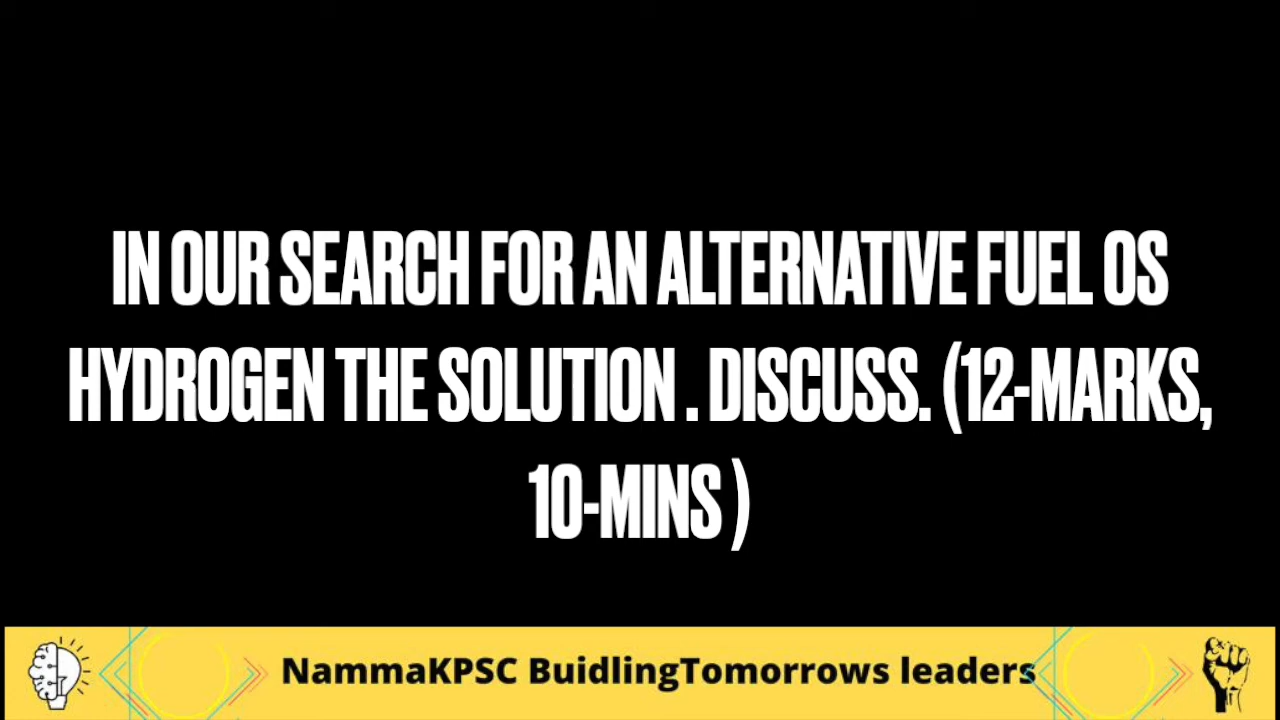 IN OUR SEARCH FOR AN ALTERNATIVE FUEL OS
HYDROGEN THE SOLUTION . DISCUSS. (12-MARKS,
10-MINS )
NammaKPSC BuidlingTomorrows leaders